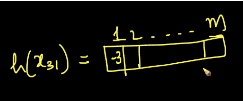 1 2 . . . . . m
h(x₃₁) = -3